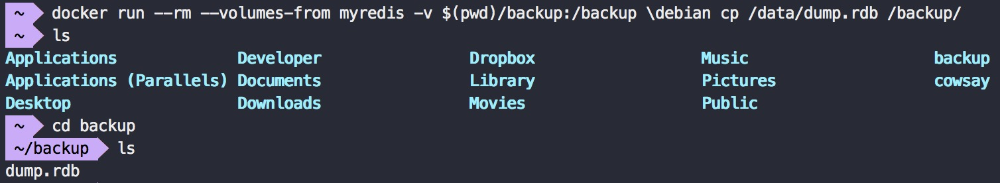 ~ docker run --rm --volumes-from myredis -v $(pwd)/backup:/backup \debian cp /data/dump.rdb /backup/
~ ls
Applications Developer Dropbox Music backup
Applications (Parallels) Documents Library Pictures cowsay
Desktop Downloads Movies Public
~ cd backup
~/backup ls
dump.rdb